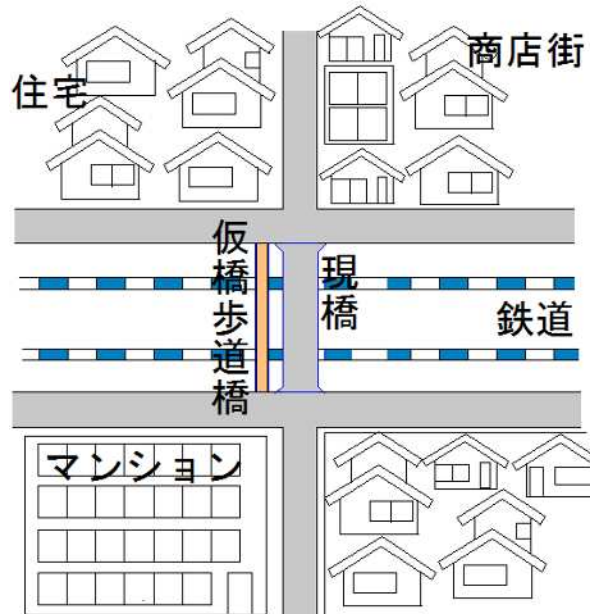 商店街
住宅
仮橋歩道橋
現橋
鉄道
マンション